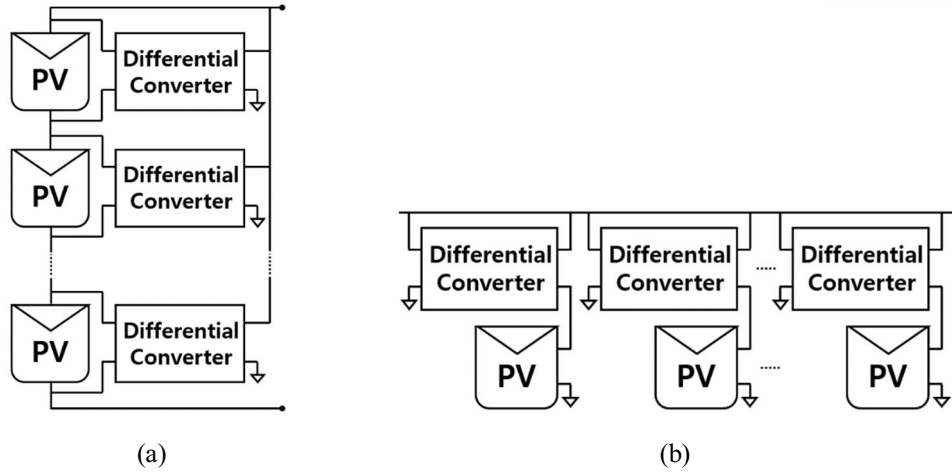 PV
Differential
Converter
PV
Differential
Converter
PV
Differential
Converter
(a)
Differential
Converter
PV
Differential
Converter
PV
Differential
Converter
PV
(b)